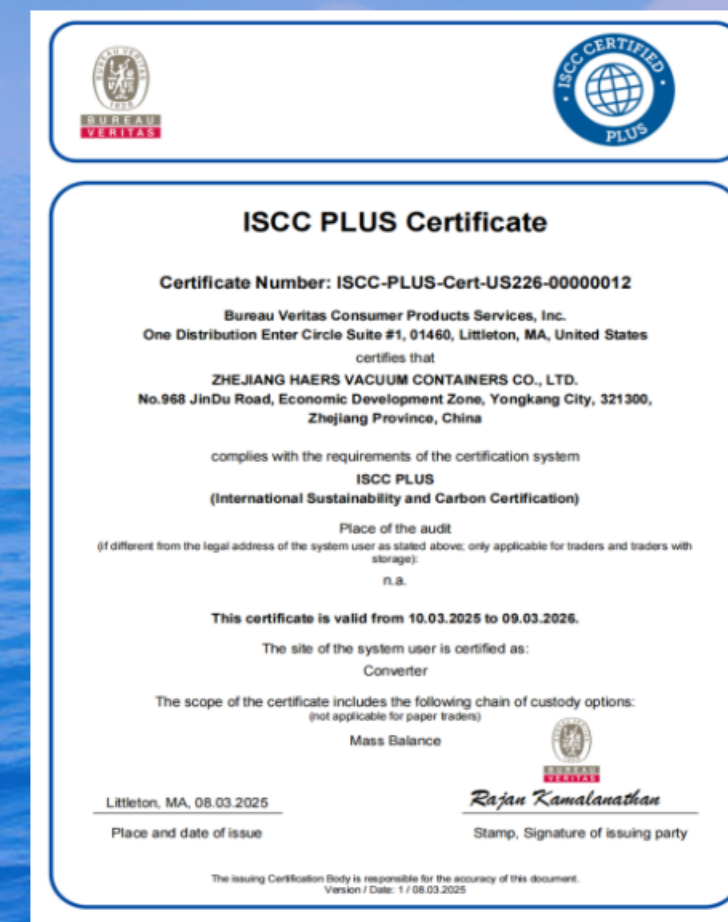 BUREAU VERITAS
1828
BUREAU
VERITAS
ISCC CERTIFIED
PLUS
ISCC PLUS Certificate
Certificate Number: ISCC-PLUS-Cert-US226-00000012
Bureau Veritas Consumer Products Services, Inc.
One Distribution Enter Circle Suite #1, 01460, Littleton, MA, United States
certifies that
ZHEJIANG HAERS VACUUM CONTAINERS CO., LTD.
No.968 JinDu Road, Economic Development Zone, Yongkang City, 321300,
Zhejiang Province, China
complies with the requirements of the certification system
ISCC PLUS
(International Sustainability and Carbon Certification)
Place of the audit
(if different from the legal address of the system user as stated above; only applicable for traders and traders with
storage):
n.a.
This certificate is valid from 10.03.2025 to 09.03.2026.
The site of the system user is certified as:
Converter
The scope of the certificate includes the following chain of custody options:
(not applicable for paper traders)
Mass Balance
BUREAU
VERITAS
Littleton, MA, 08.03.2025
Rajan Kamalanathan
Place and date of issue
Stamp, Signature of issuing party
The issuing Certification Body is responsible for the accuracy of this document.
Version / Date: 1 / 08.03.2025